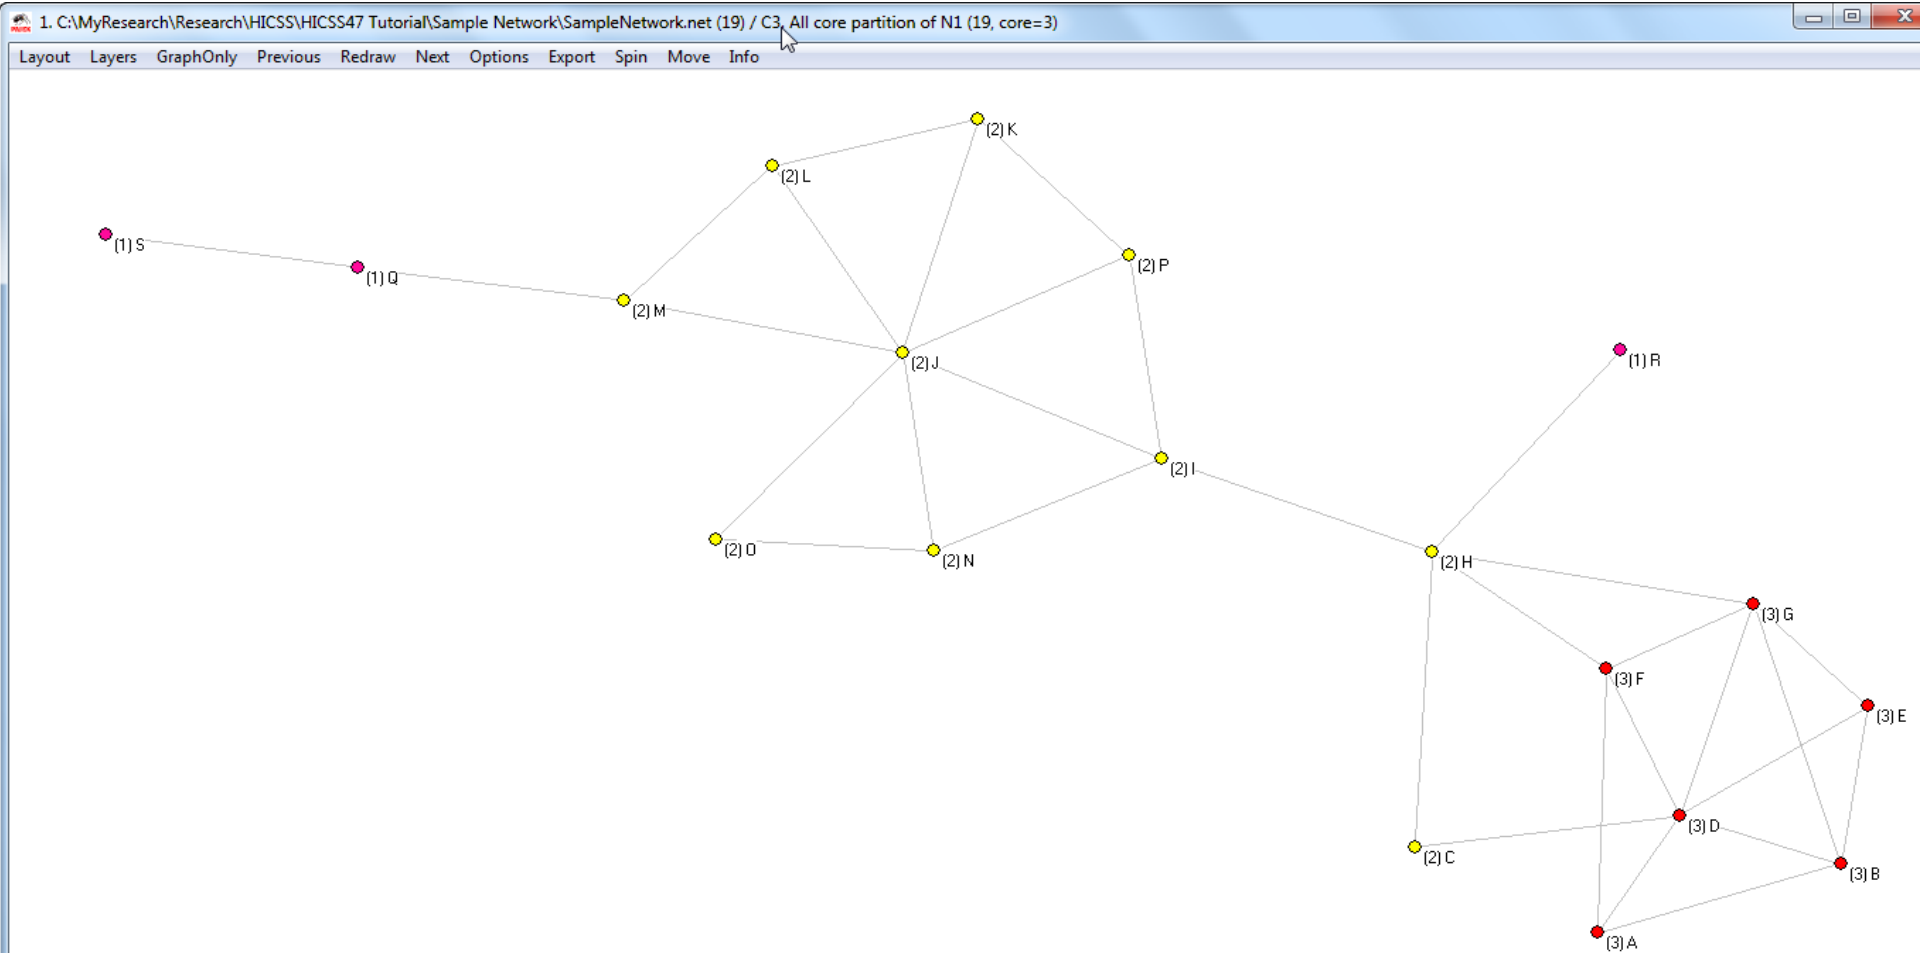 1. C:\MyResearch\Research\HICSS\HICSS47 Tutorial\Sample Network\SampleNetwork.net (19) / C3. All core partition of N1 (19, core=3)
Layout Layers GraphOnly Previous Redraw Next Options Export Spin Move Info
(2) K
(2) L
(1) S
(2) P
(1) Q
(2) M
(1) R
(2) J
(2) I
(2) O
(2) N
(2) H
(3) G
(3) F
(3) E
(3) D
(2) C
(3) B
(3) A